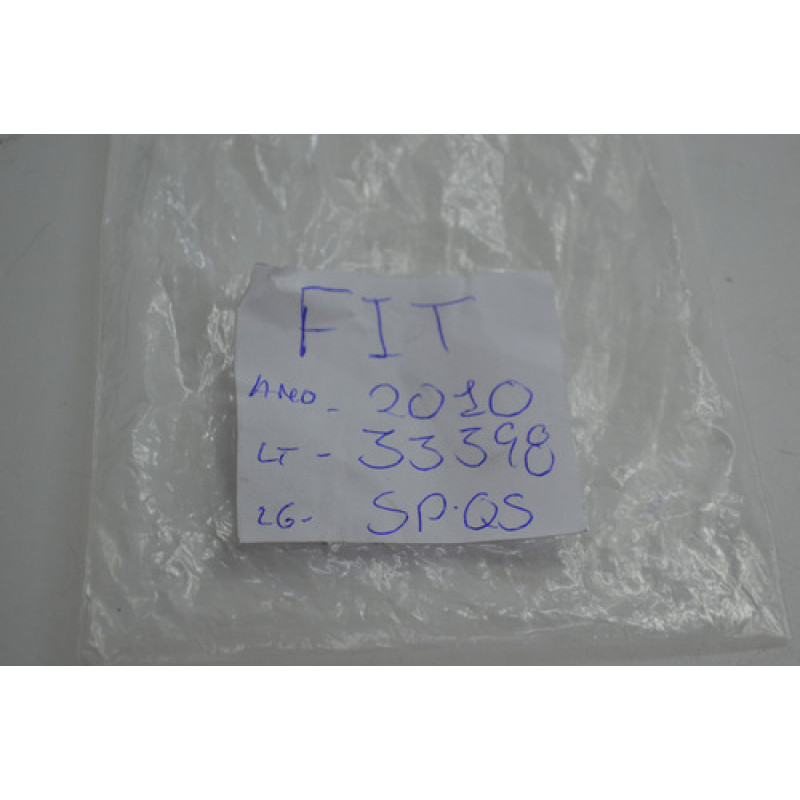 FIT
ANO - 2010
LT - 33398
LG - SP.QS